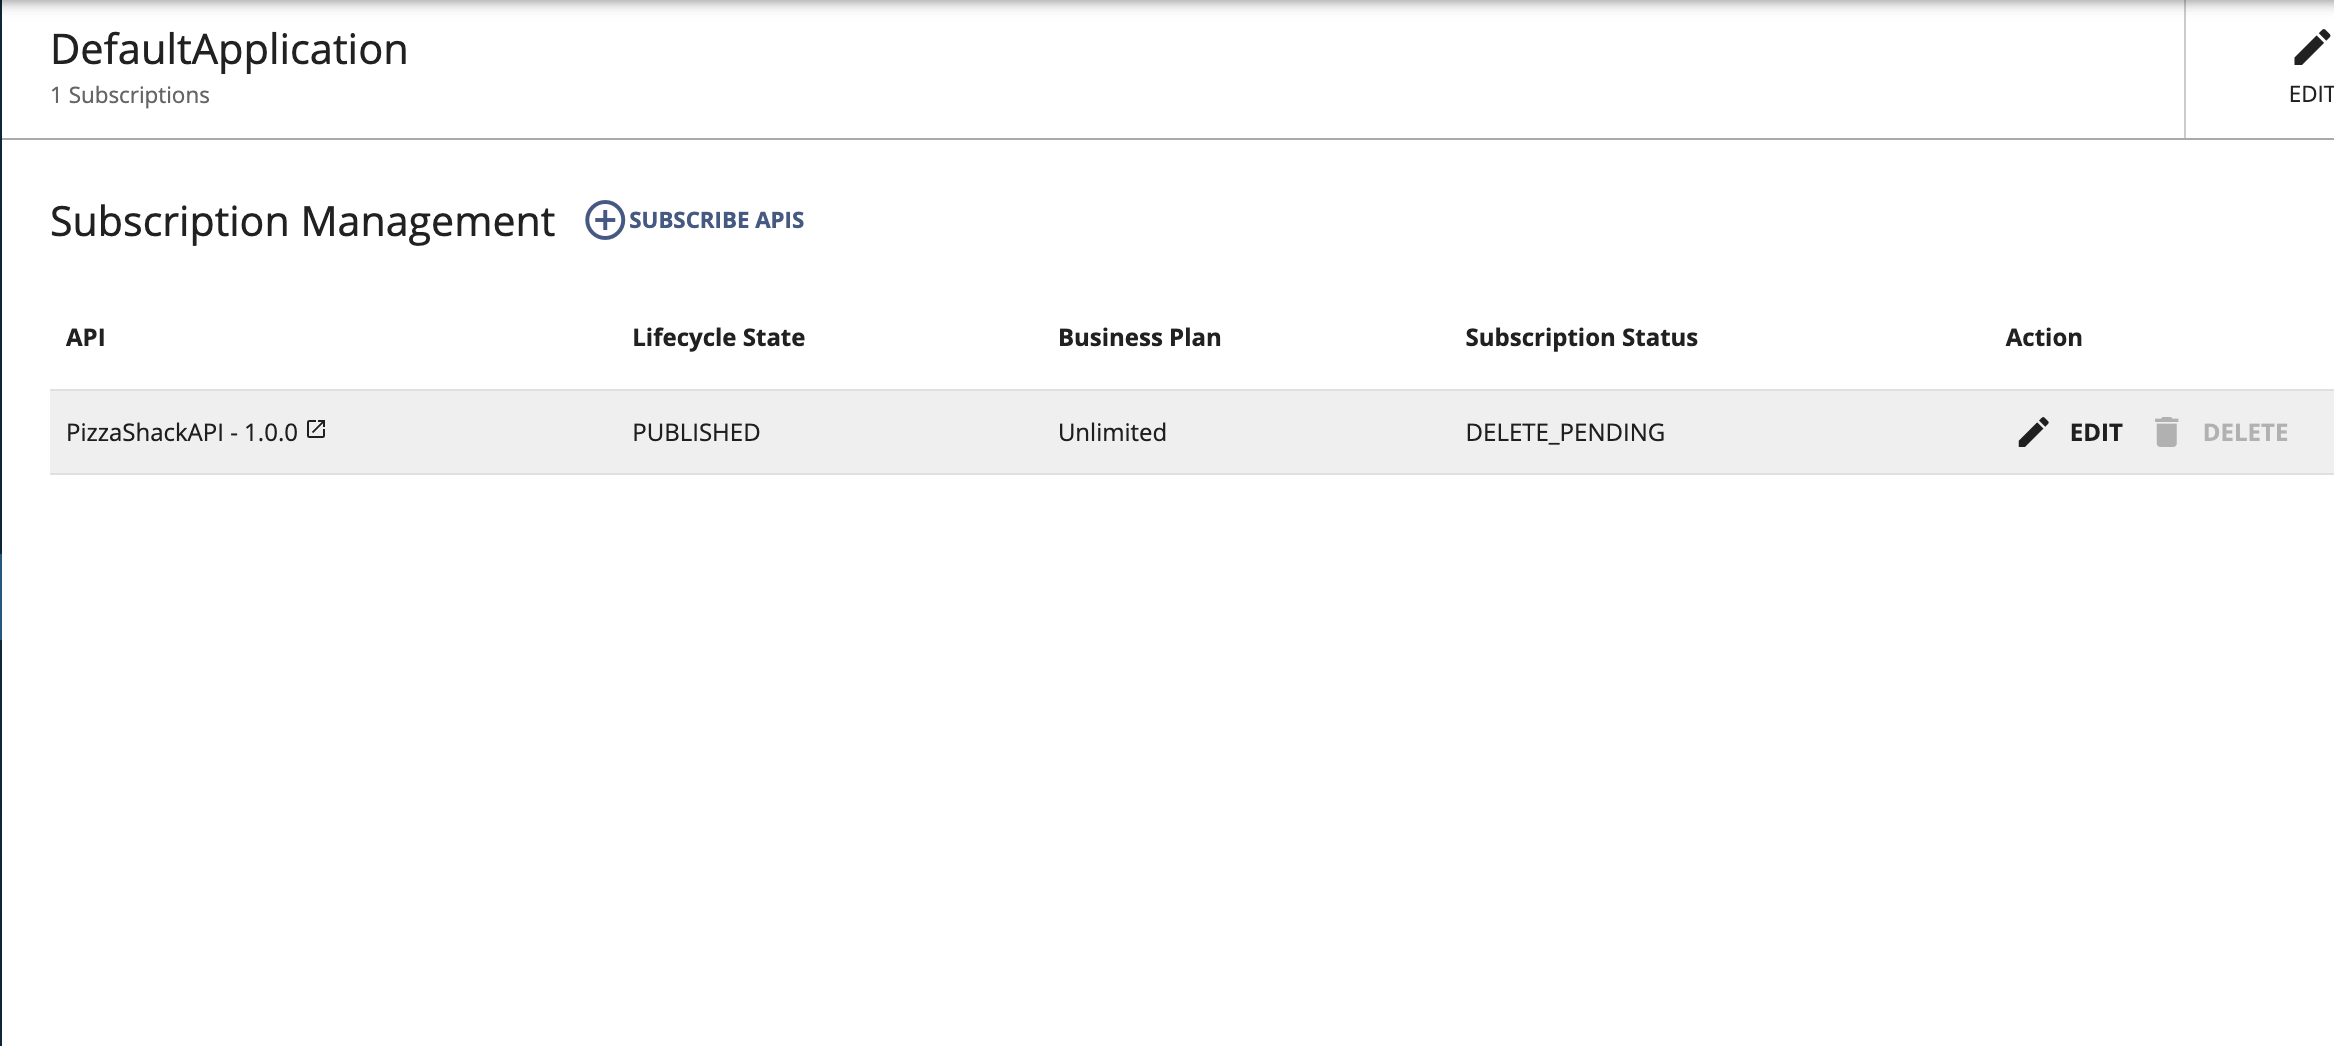 DefaultApplication
1 Subscriptions
EDIT
Subscription Management SUBSCRIBE APIS
API Lifecycle State Business Plan Subscription Status Action
PizzaShackAPI - 1.0.0 PUBLISHED Unlimited DELETE_PENDING EDIT DELETE